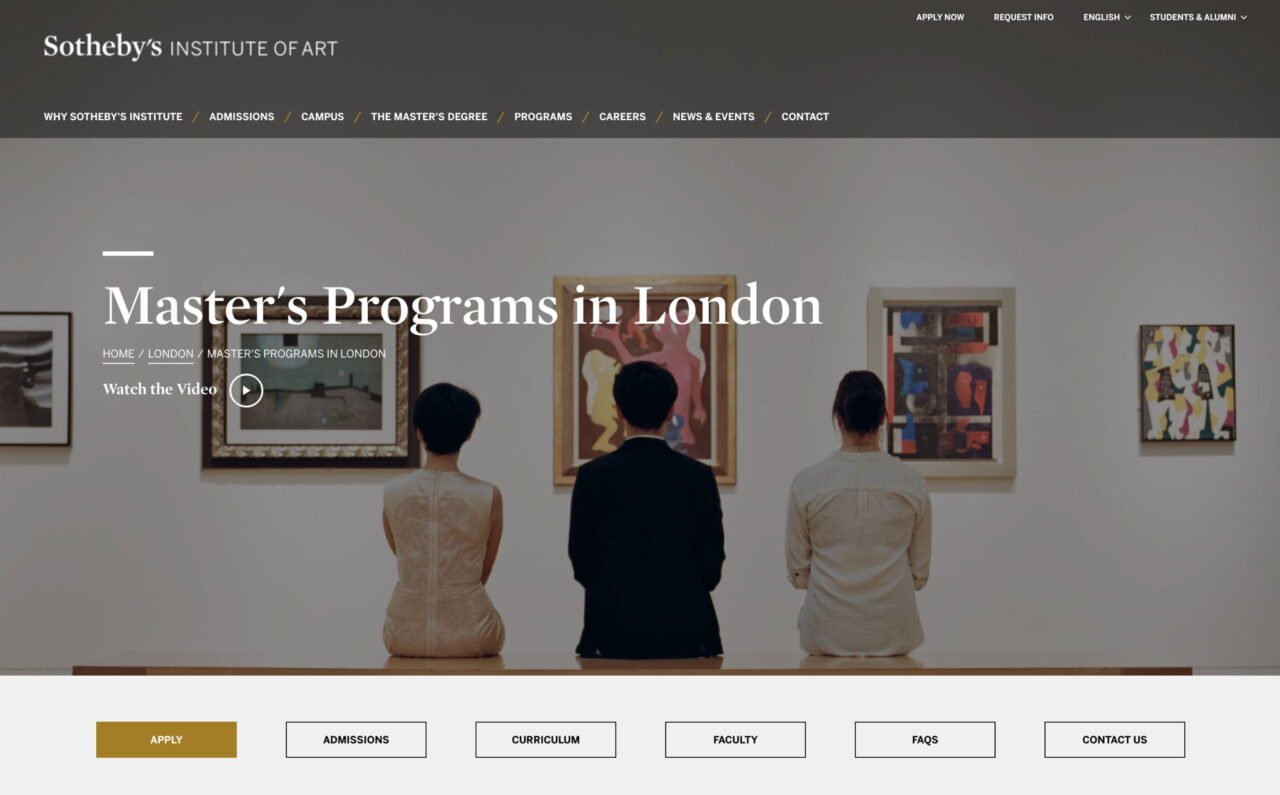 APPLY NOW REQUEST INFO ENGLISH STUDENTS & ALUMNI
Sotheby's INSTITUTE OF ART
WHY SOTHEBY'S INSTITUTE / ADMISSIONS / CAMPUS / THE MASTER'S DEGREE / PROGRAMS / CAREERS / NEWS & EVENTS / CONTACT
Master's Programs in London
HOME / LONDON / MASTER'S PROGRAMS IN LONDON
Watch the Video
APPLY ADMISSIONS CURRICULUM FACULTY FAQS CONTACT US